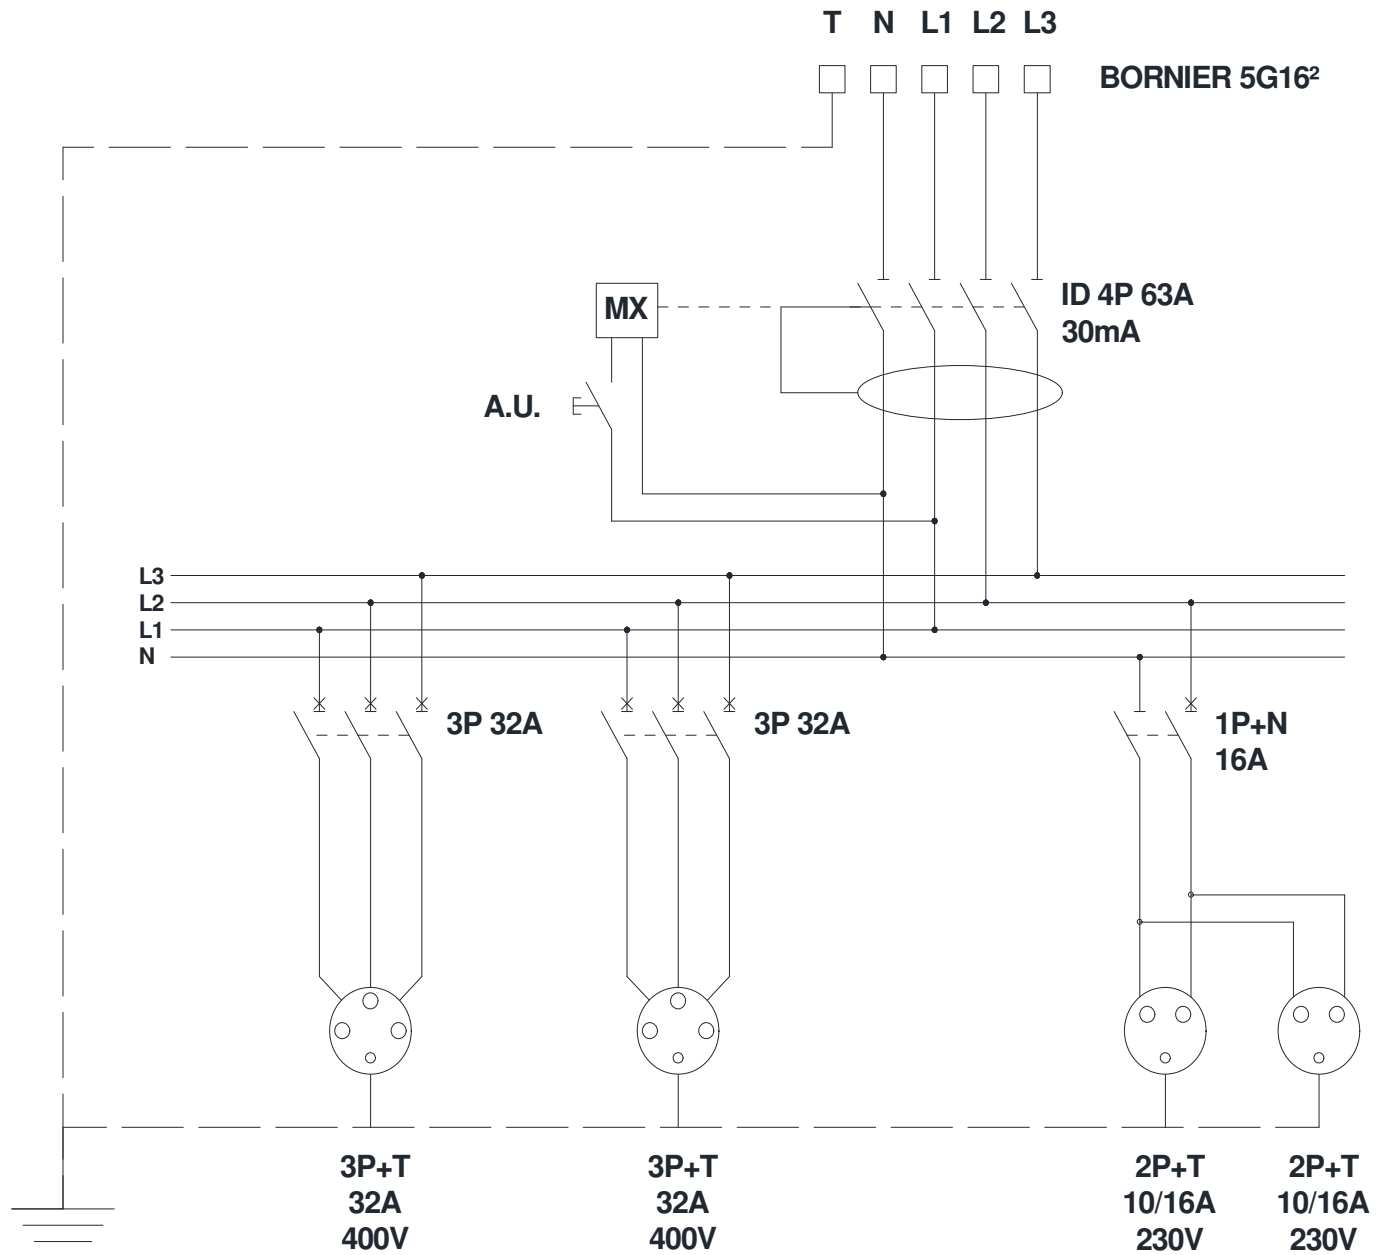 T N L1 L2 L3
BORNIER 5G16²
MX
ID 4P 63A
30mA
A.U.
L3
L2
L1
N
3P 32A
3P 32A
1P+N
16A
3P+T
32A
400V
3P+T
32A
400V
2P+T
10/16A
230V
2P+T
10/16A
230V